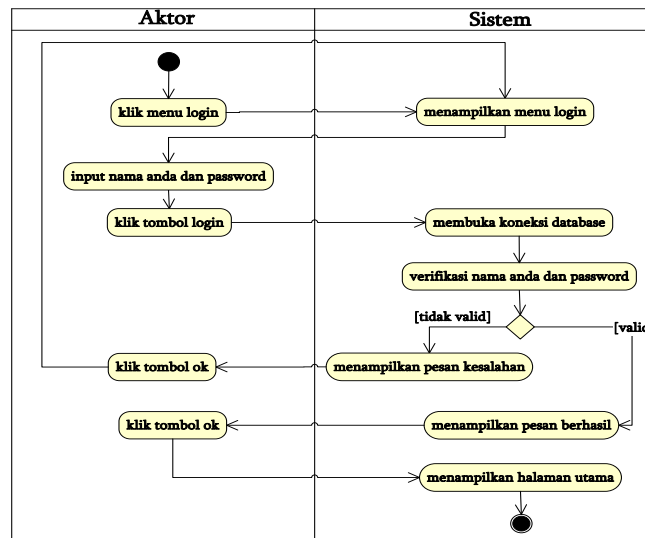 Aktor
Sistem
klik menu login
menampilkan menu login
input nama anda dan password
klik tombol login
membuka koneksi database
verifikasi nama anda dan password
[tidak valid]
[valid
klik tombol ok
menampilkan pesan kesalahan
klik tombol ok
menampilkan pesan berhasil
menampilkan halaman utama